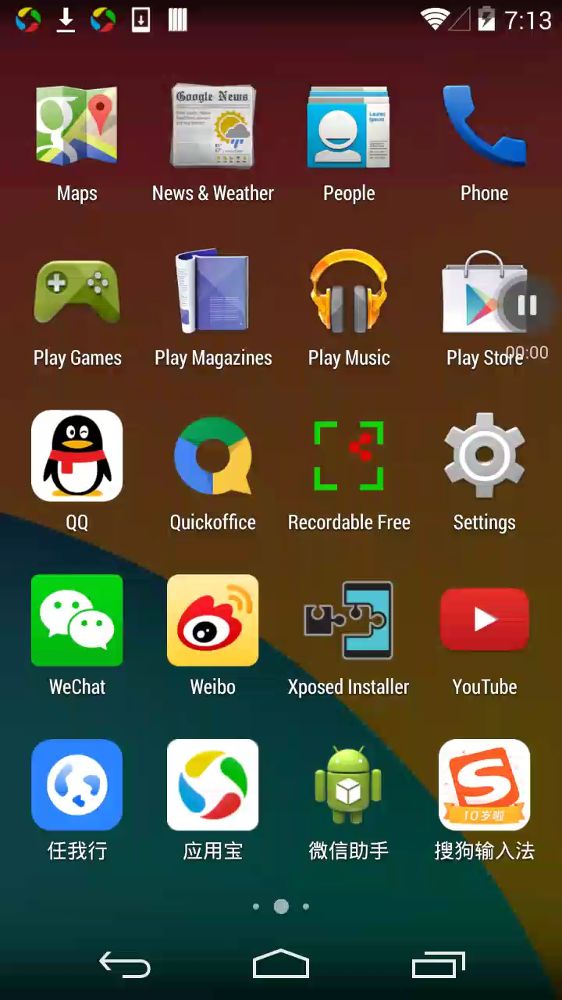 7:13
Google News
Maps
News & Weather
People
Phone
00:00
Play Games
Play Magazines
Play Music
Play Store
QQ
Quickoffice
Recordable Free
Settings
WeChat
Weibo
Xposed Installer
YouTube
S
10岁啦
任我行
应用宝
微信助手
搜狗输入法